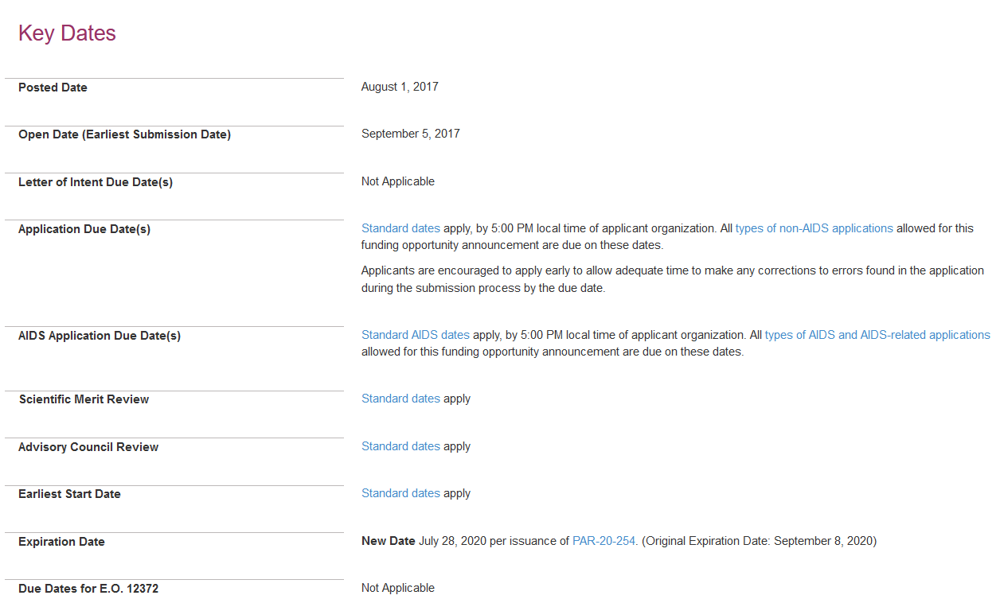 Key Dates
Posted Date
August 1, 2017
Open Date (Earliest Submission Date)
September 5, 2017
Letter of Intent Due Date(s)
Not Applicable
Application Due Date(s)
Standard dates apply, by 5:00 PM local time of applicant organization. All types of non-AIDS applications allowed for this
funding opportunity announcement are due on these dates.
Applicants are encouraged to apply early to allow adequate time to make any corrections to errors found in the application
during the submission process by the due date.
AIDS Application Due Date(s)
Standard AIDS dates apply, by 5:00 PM local time of applicant organization. All types of AIDS and AIDS-related applications
allowed for this funding opportunity announcement are due on these dates.
Scientific Merit Review
Standard dates apply
Advisory Council Review
Standard dates apply
Earliest Start Date
Standard dates apply
Expiration Date
New Date July 28, 2020 per issuance of PAR-20-254. (Original Expiration Date: September 8, 2020)
Due Dates for E.O. 12372
Not Applicable